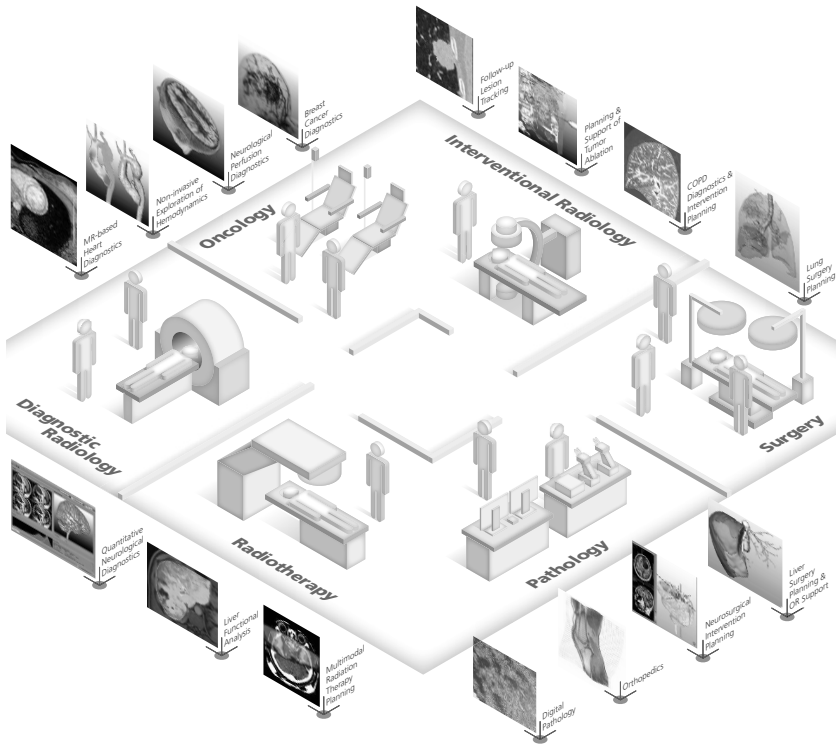 Breast
Cancer
Diagnostics
Neurological
Perfusion
Diagnostics
Non-invasive
Exploration of
Hemodynamics
MR-based
Heart
Diagnostics
Follow-up
Lesion
Tracking
Planning &
Support of
Tumor
Ablation
COPD
Diagnostics &
Intervention
Planning
Lung
Surgery
Planning
Oncology
Interventional Radiology
Diagnostic
Radiology
Surgery
Radiotherapy
Pathology
Quantitative
Neurological
Diagnostics
Liver
Functional
Analysis
Multimodal
Radiation
Therapy
Planning
Liver
Surgery
Planning &
OR Support
Neurosurgical
Intervention
Planning
Orthopedics
Digital
Pathology